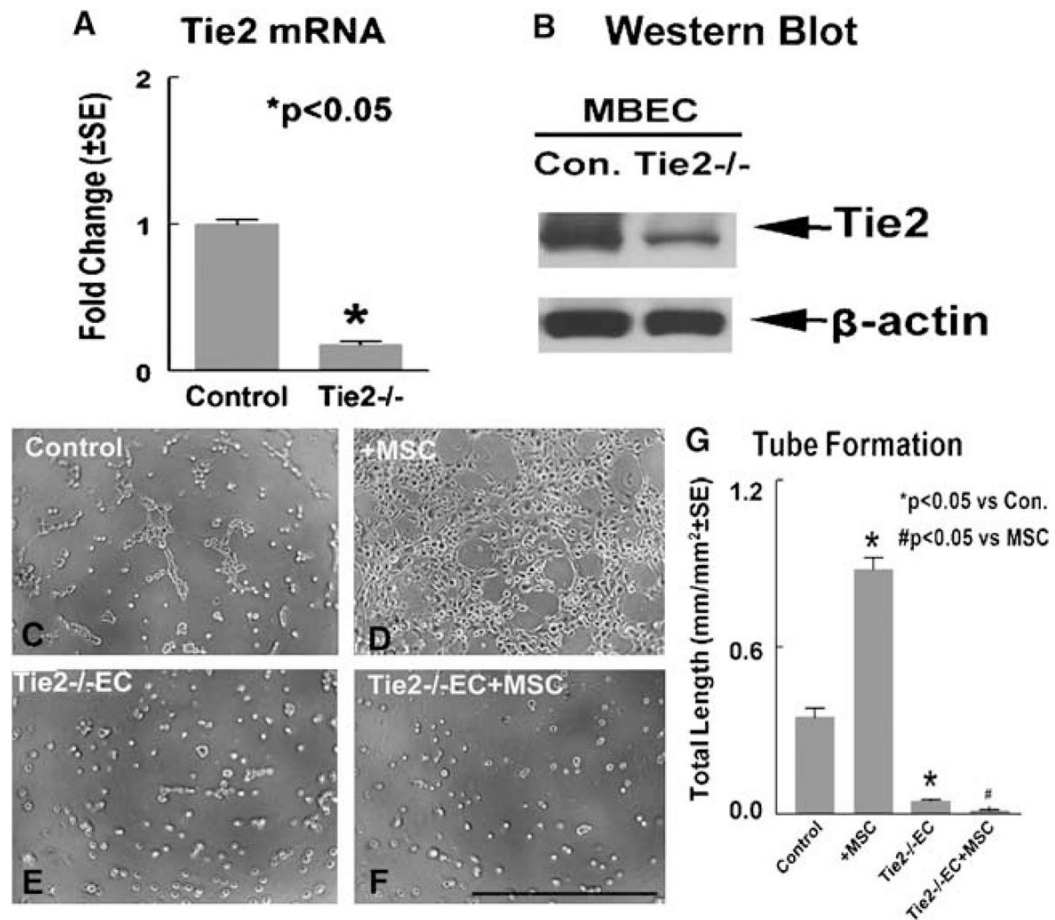 A Tie2 mRNA
2
*p<0.05
Fold Change (±SE)
1
*
0
Control Tie2-/-
B Western Blot
MBEC
Con. Tie2-/-
Tie2
β-actin
Control
C
+MSC
D
Tie2-/-EC
E
Tie2-/-EC+MSC
F
G Tube Formation
1.2
*p<0.05 vs Con.
#p<0.05 vs MSC
Total Length (mm/mm²±SE)
0.6
0.0
*
*
#
Control
+MSC
Tie2-/-EC
Tie2-/-EC+MSC